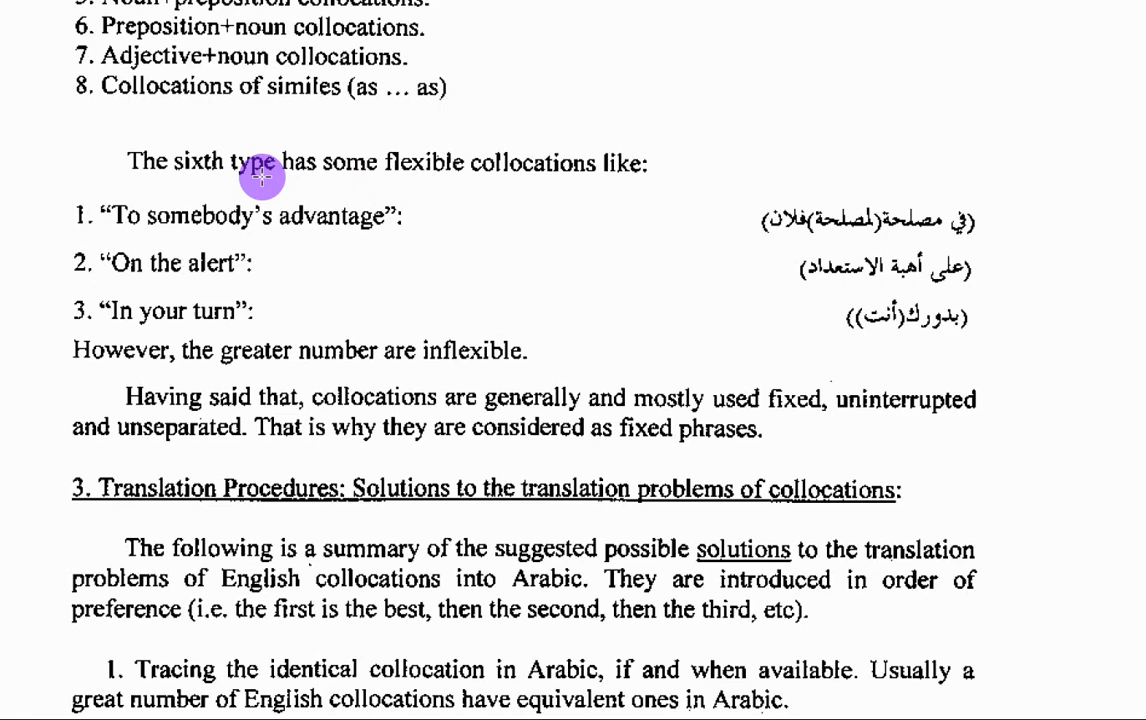 5. Noun+preposition collocations.
6. Preposition+noun collocations.
7. Adjective+noun collocations.
8. Collocations of similes (as ... as)
The sixth type has some flexible collocations like:
1. “To somebody’s advantage”: (في مصلحة(لمصلحة)فلان)
2. “On the alert”: (على أهبة الاستعداد)
3. “In your turn”: (بدورك(أنت))
However, the greater number are inflexible.
Having said that, collocations are generally and mostly used fixed, uninterrupted
and unseparated. That is why they are considered as fixed phrases.
3. Translation Procedures: Solutions to the translation problems of collocations:
The following is a summary of the suggested possible solutions to the translation
problems of English collocations into Arabic. They are introduced in order of
preference (i.e. the first is the best, then the second, then the third, etc).
1. Tracing the identical collocation in Arabic, if and when available. Usually a
great number of English collocations have equivalent ones in Arabic.